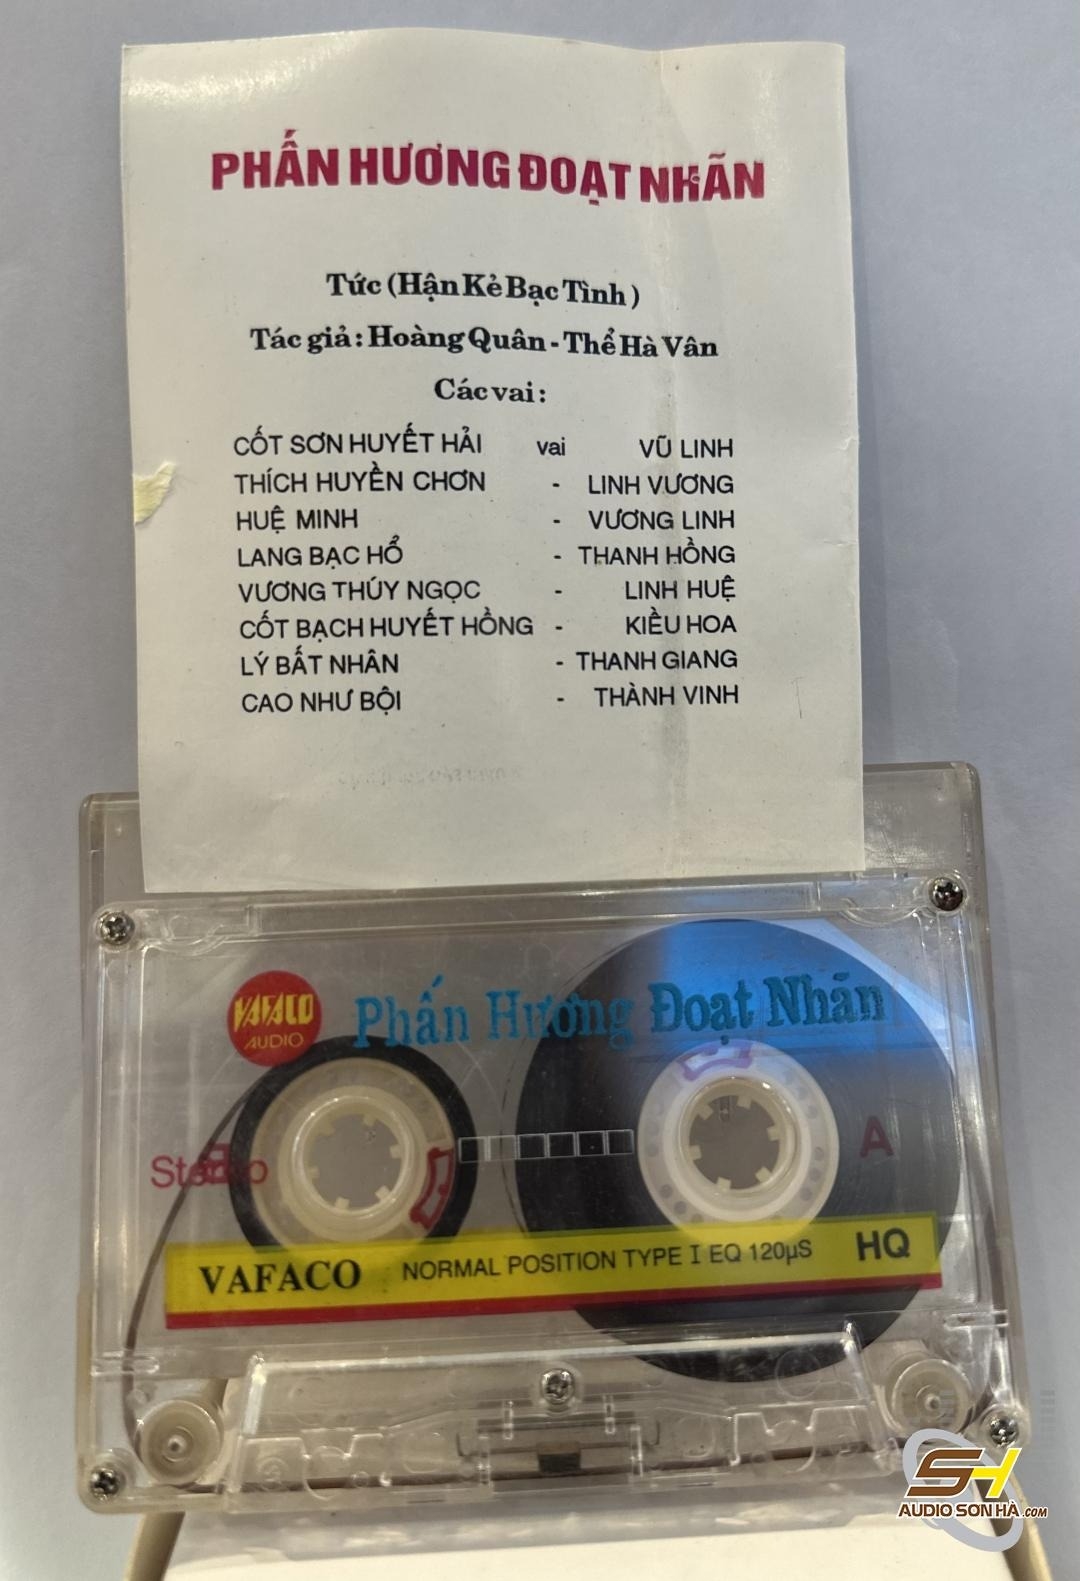 PHẤN HƯƠNG ĐOẠT NHÃN
Tức (Hận Kẻ Bạc Tình)
Tác giả: Hoàng Quân - Thể Hà Vân
Các vai:
CỐT SƠN HUYẾT HẢI vai VŨ LINH
THÍCH HUYỀN CHƠN - LINH VƯƠNG
HUỆ MINH - VƯƠNG LINH
LANG BẠC HỔ - THANH HỒNG
VƯƠNG THÚY NGỌC - LINH HUỆ
CỐT BẠCH HUYẾT HỒNG - KIỀU HOA
LÝ BẤT NHÂN - THANH GIANG
CAO NHƯ BỘI - THÀNH VINH
VAFACO
AUDIO
Phấn Hương Đoạt Nhãn
Stereo
A
VAFACO NORMAL POSITION TYPE I EQ 120µS HQ
SH
AUDIO SƠN HÀ.COM